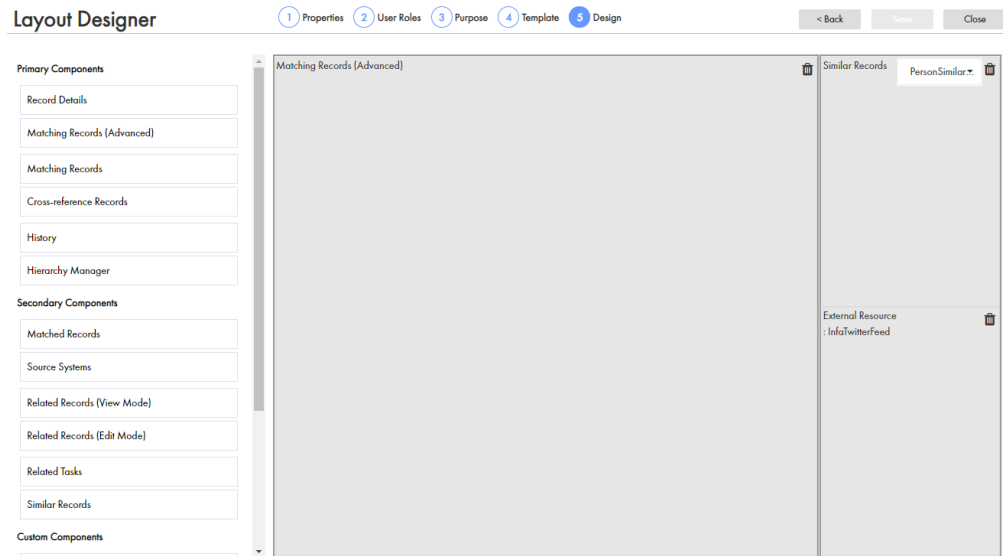 Layout Designer
1 Properties 2 User Roles 3 Purpose 4 Template 5 Design
< Back Save Close
Primary Components
Record Details
Matching Records (Advanced)
Matching Records
Cross-reference Records
History
Hierarchy Manager
Secondary Components
Matched Records
Source Systems
Related Records (View Mode)
Related Records (Edit Mode)
Related Tasks
Similar Records
Custom Components
Matching Records (Advanced)
Similar Records PersonSimilar...
External Resource
: InfaTwitterFeed